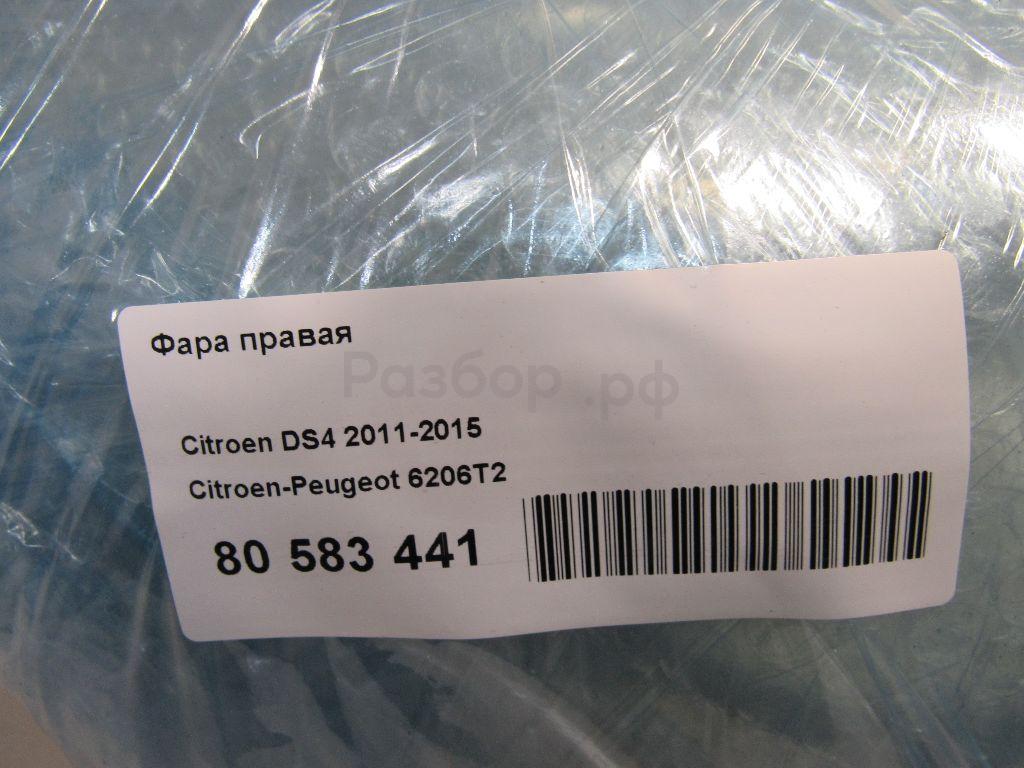 Фара правая
Разбор.рф
Citroen DS4 2011-2015
Citroen-Peugeot 6206T2
80 583 441